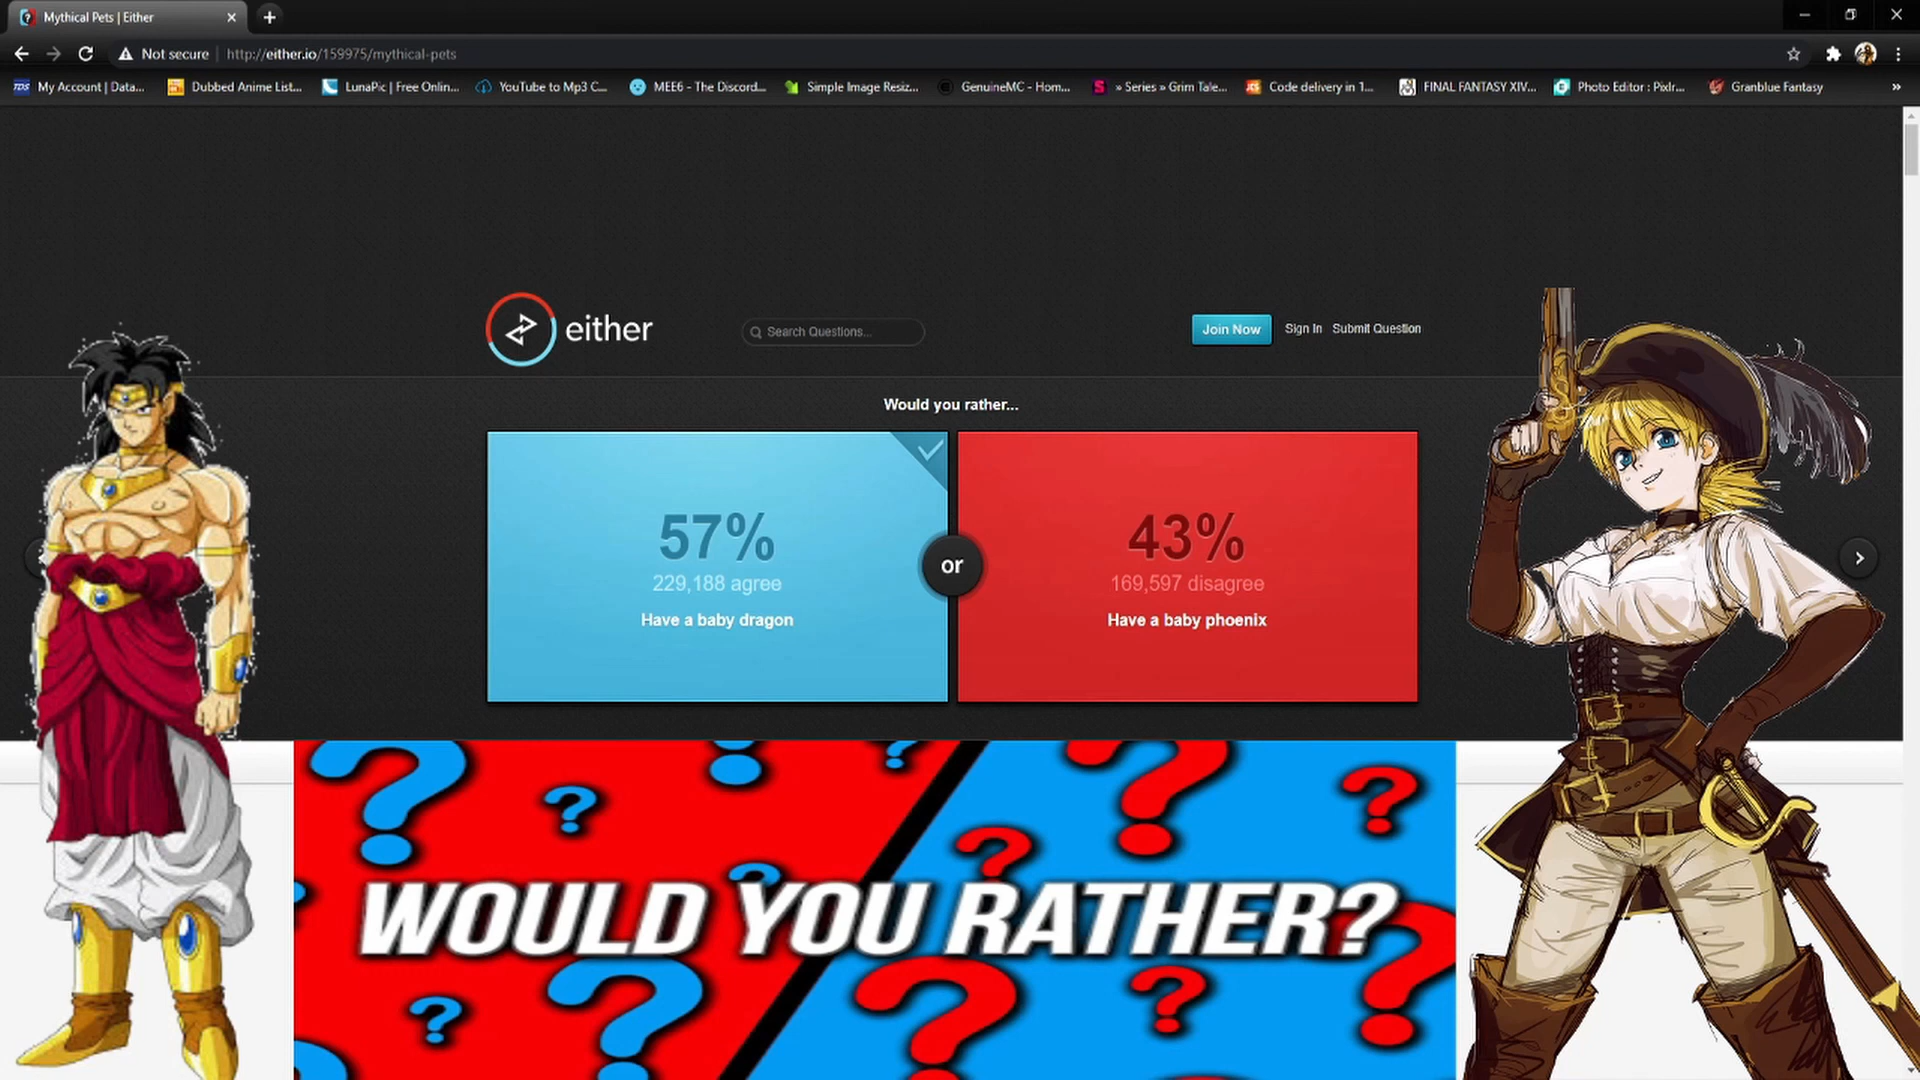 Mythical Pets | Either
Not secure
http://either.io/159975/mythical-pets
TDS
My Account | Data...
Dubbed Anime List...
LunaPic | Free Onlin...
YouTube to Mp3 C...
MEE6 - The Discord...
Simple Image Resiz...
GenuineMC - Hom...
» Series » Grim Tale...
Code delivery in 1...
FINAL FANTASY XIV...
Photo Editor : Pixlr...
Granblue Fantasy
»
either
Search Questions...
Join Now
Sign In
Submit Question
Would you rather...
57%
229,188 agree
Have a baby dragon
or
43%
169,597 disagree
Have a baby phoenix
WOULD YOU RATHER?